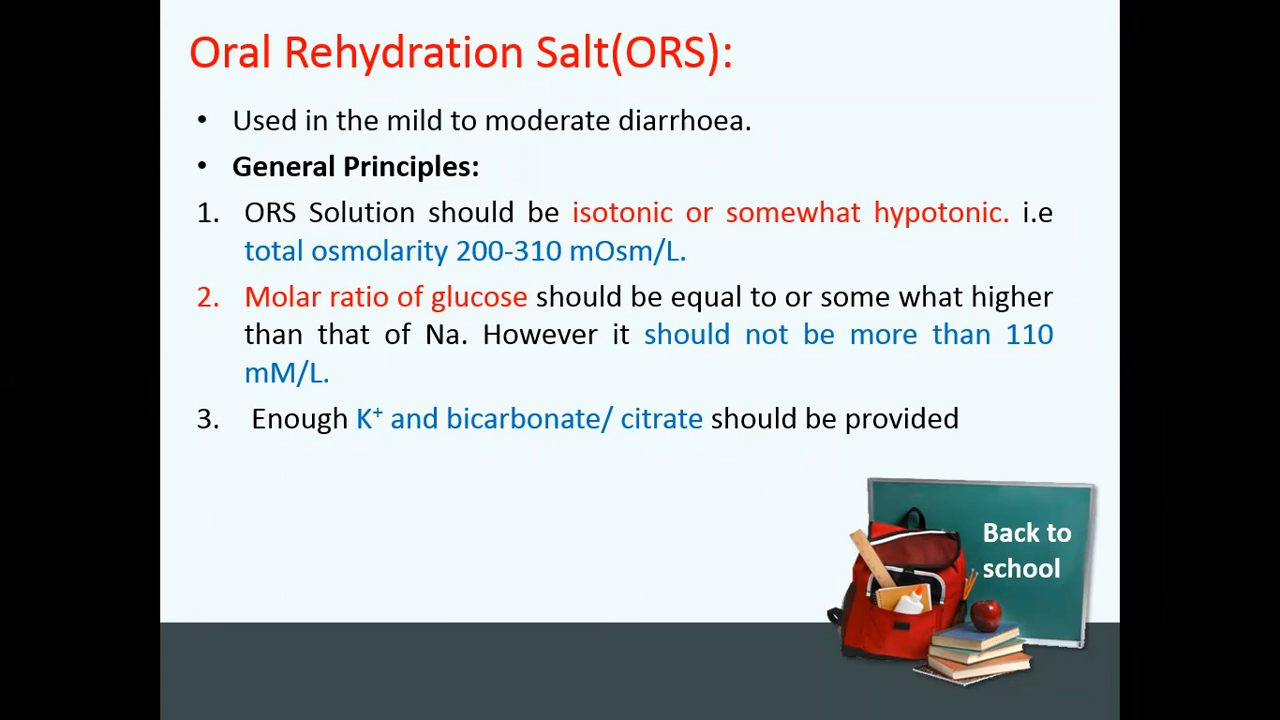 Oral Rehydration Salt(ORS):
• Used in the mild to moderate diarrhoea.
• General Principles:
1. ORS Solution should be isotonic or somewhat hypotonic. i.e
total osmolarity 200-310 mOsm/L.
2. Molar ratio of glucose should be equal to or some what higher
than that of Na. However it should not be more than 110
mM/L.
3. Enough K⁺ and bicarbonate/ citrate should be provided
Back to
school